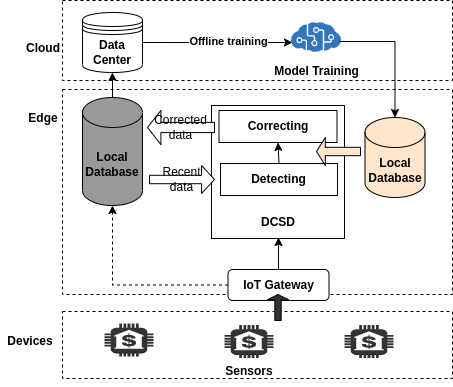 Cloud
Data
Center
Offline training
Model Training
Edge
Local
Database
Corrected
data
Recent
data
Correcting
Detecting
DCSD
Local
Database
IoT Gateway
Devices
$
$
$
Sensors